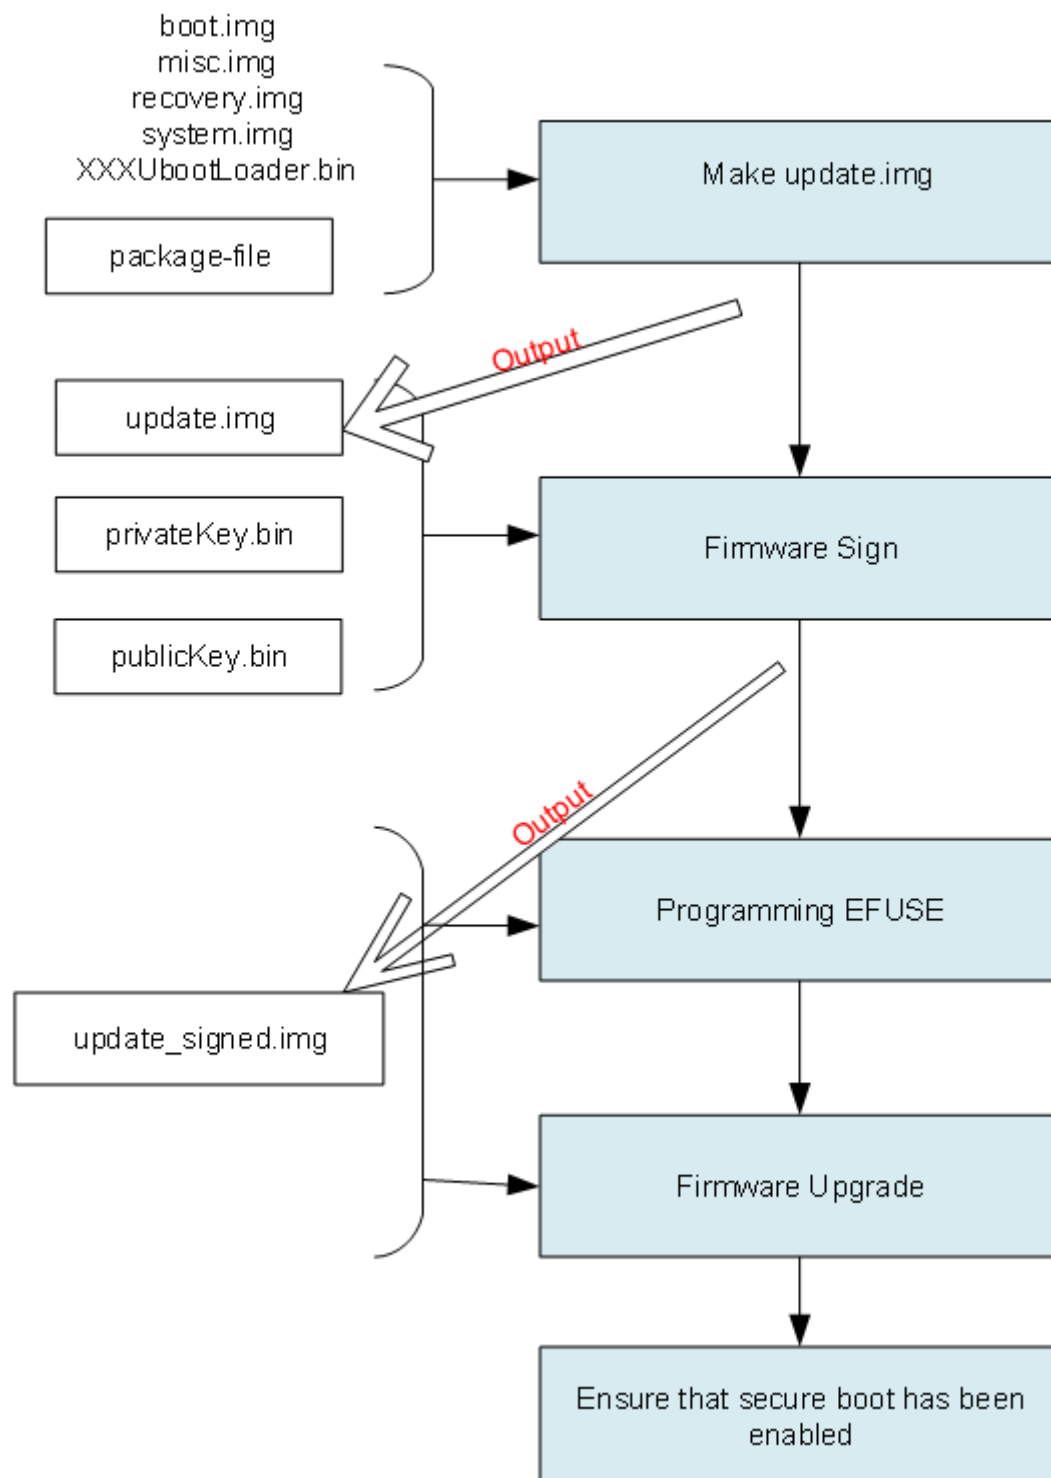 boot.img
misc.img
recovery.img
system.img
XXXUbootLoader.bin
package-file
Make update.img
Output
update.img
privateKey.bin
publicKey.bin
Firmware Sign
Output
Programming EFUSE
update_signed.img
Firmware Upgrade
Ensure that secure boot has been
enabled